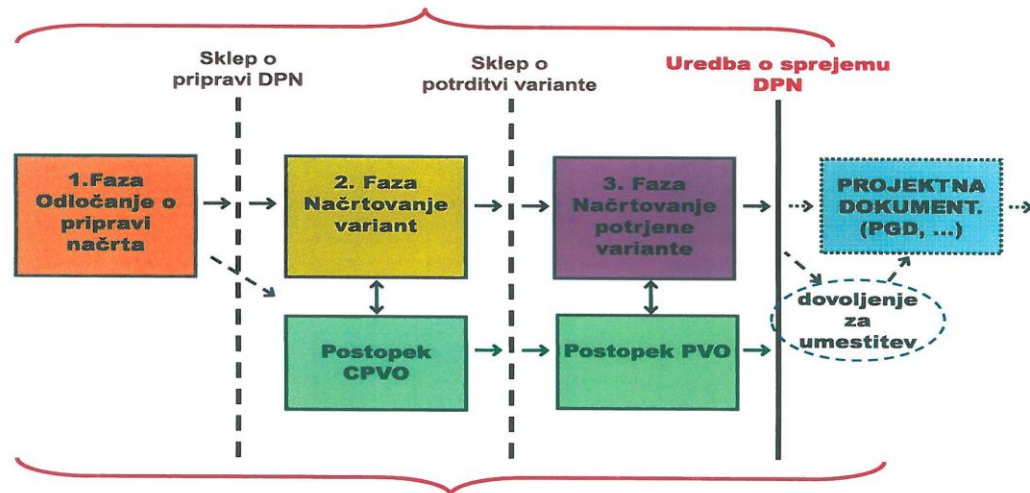 Sklep o
pripravi DPN
Sklep o
potrditvi variante
Uredba o sprejemu
DPN
1.Faza
Odločanje o
pripravi
načrta
2. Faza
Načrtovanje
variant
3. Faza
Načrtovanje
potrjene
variante
PROJEKTNA
DOKUMENT.
(PGD, ...)
dovoljenje
za
umestitev
Postopek
CPVO
Postopek PVO